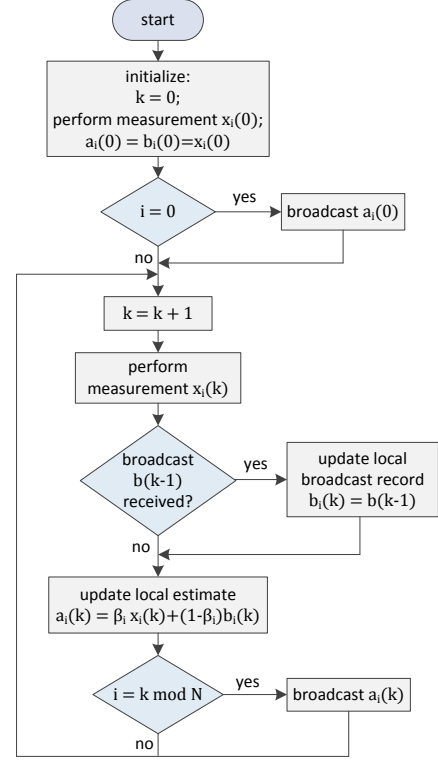 start
initialize:
k = 0;
perform measurement xᵢ(0);
aᵢ(0) = bᵢ(0)=xᵢ(0)
i = 0
yes
broadcast aᵢ(0)
no
k = k + 1
perform
measurement xᵢ(k)
broadcast
b(k-1)
received?
yes
update local
broadcast record
bᵢ(k) = b(k-1)
no
update local estimate
aᵢ(k) = βᵢ xᵢ(k)+(1-βᵢ)bᵢ(k)
i = k mod N
yes
broadcast aᵢ(k)
no